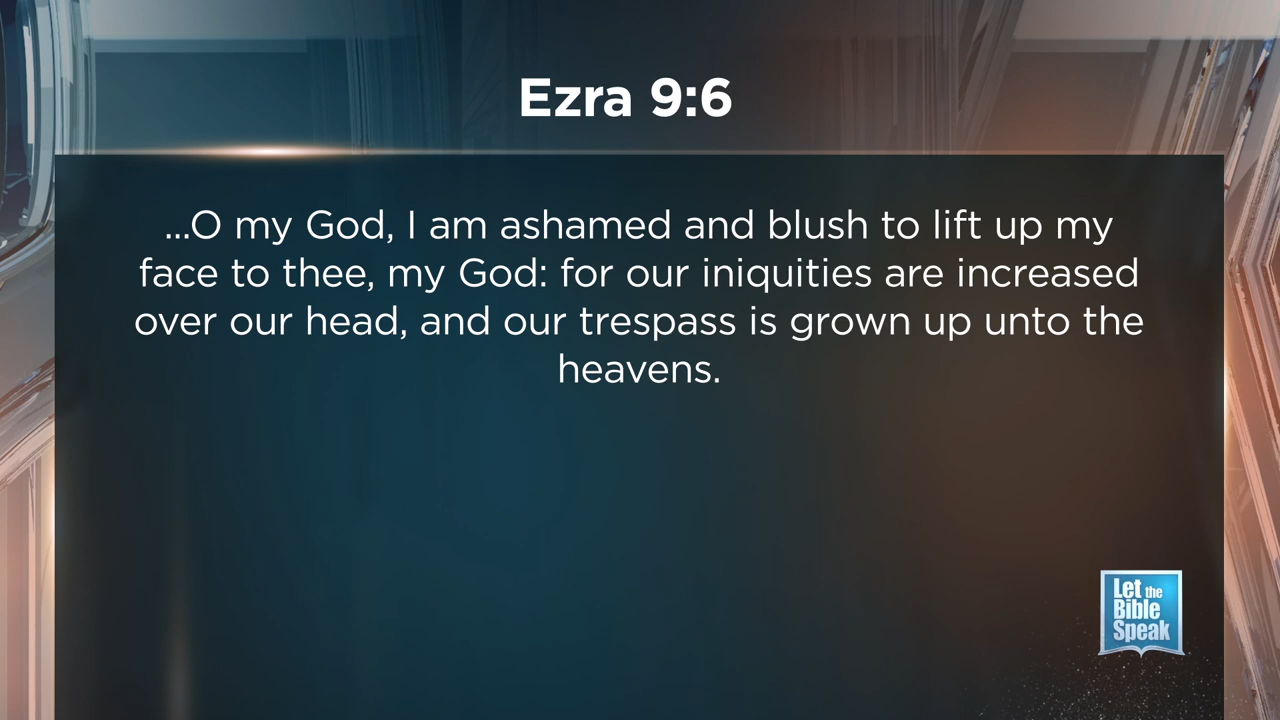 Ezra 9:6
...O my God, I am ashamed and blush to lift up my
face to thee, my God: for our iniquities are increased
over our head, and our trespass is grown up unto the
heavens.
Let the
Bible
Speak